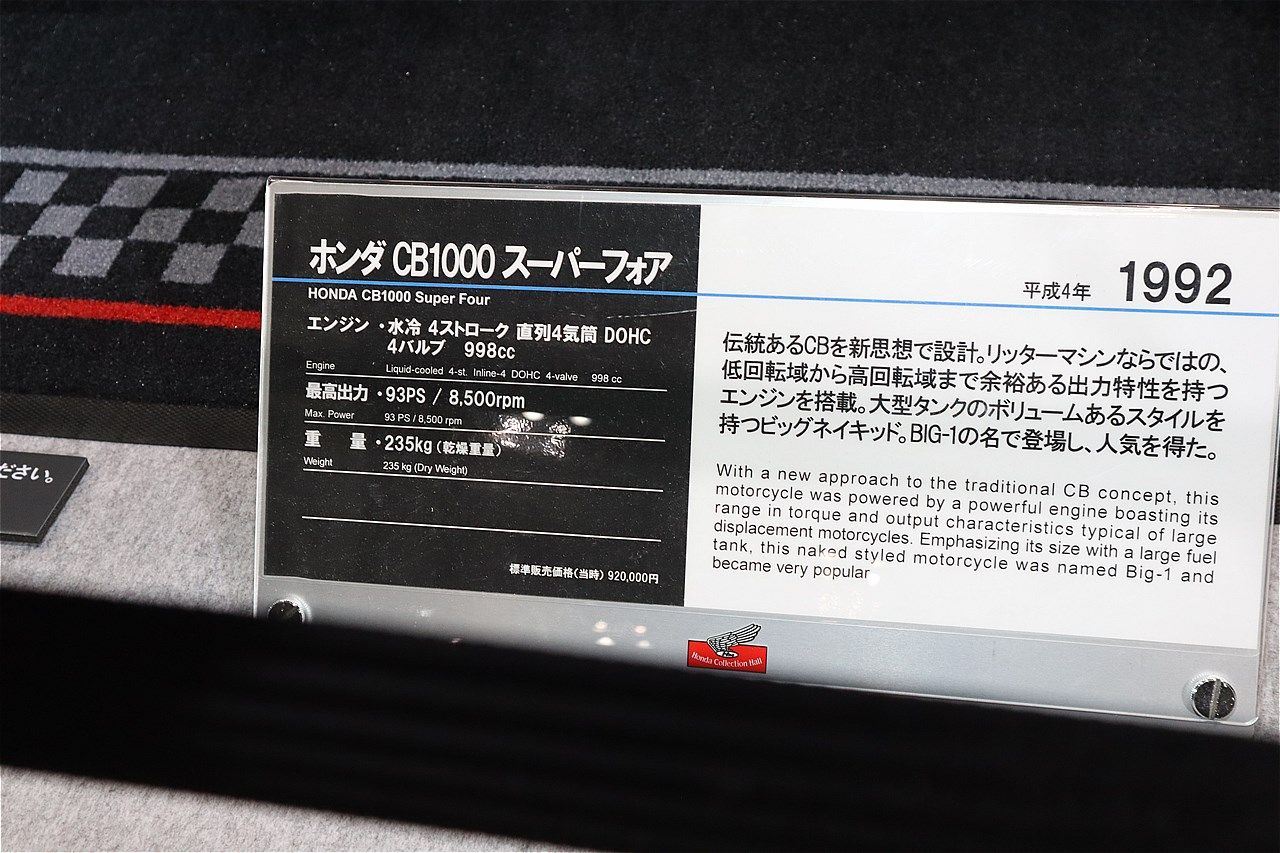 ホンダ CB1000 スーパーフォア
HONDA CB1000 Super Four
エンジン ・水冷 4ストローク 直列4気筒 DOHC
4バルブ 998cc
Engine Liquid-cooled 4-st. Inline-4 DOHC 4-valve 998 cc
最高出力 ・93PS / 8,500rpm
Max. Power 93 PS / 8,500 rpm
重 量 ・235kg (乾燥重量)
Weight 235 kg (Dry Weight)
標準販売価格(当時) 920,000円
平成4年 1992
伝統あるCBを新思想で設計。リッターマシンならではの、
低回転域から高回転域まで余裕ある出力特性を持つ
エンジンを搭載。大型タンクのボリュームあるスタイルを
持つビッグネイキッド。BIG-1の名で登場し、人気を得た。
With a new approach to the traditional CB concept, this
motorcycle was powered by a powerful engine boasting its
range in torque and output characteristics typical of large
displacement motorcycles. Emphasizing its size with a large fuel
tank, this naked styled motorcycle was named Big-1 and
became very popular
Honda Collection Hall
ださい。